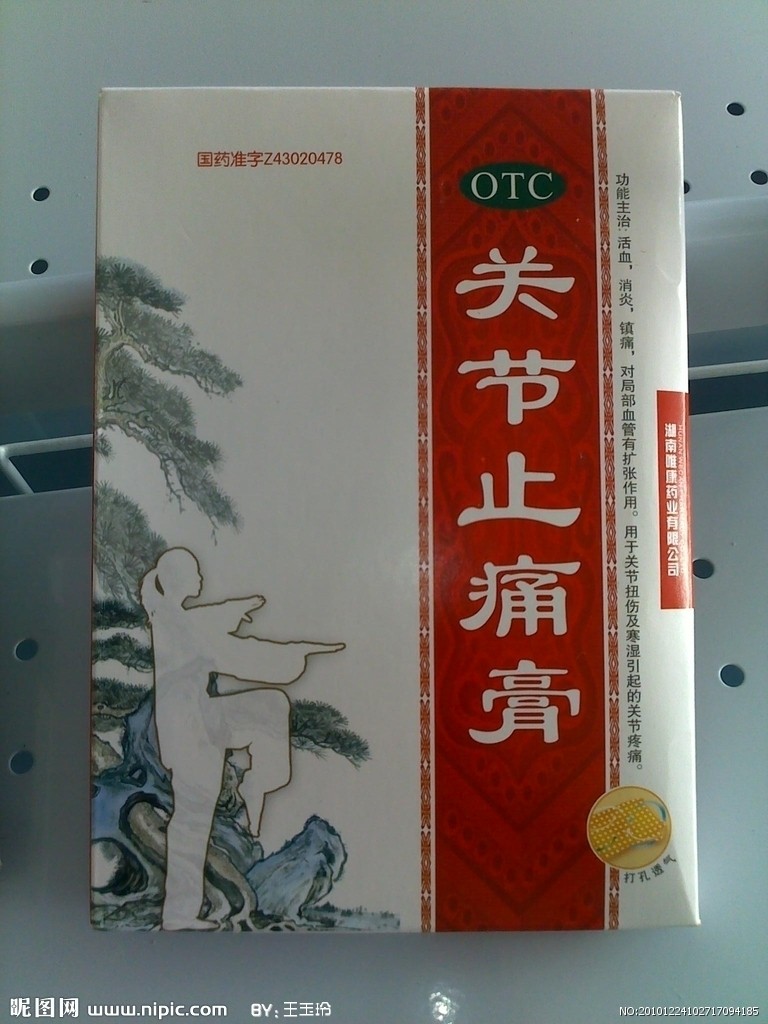 国药准字Z43020478
OTC
关节止痛膏
功能主治:活血，消炎，镇痛，对局部血管有扩张作用。用于关节扭伤及寒湿引起的关节疼痛。
湖南唯康药业有限公司
打孔透气
昵图网 www.nipic.com BY:王玉玲
NO:20101224102717094185